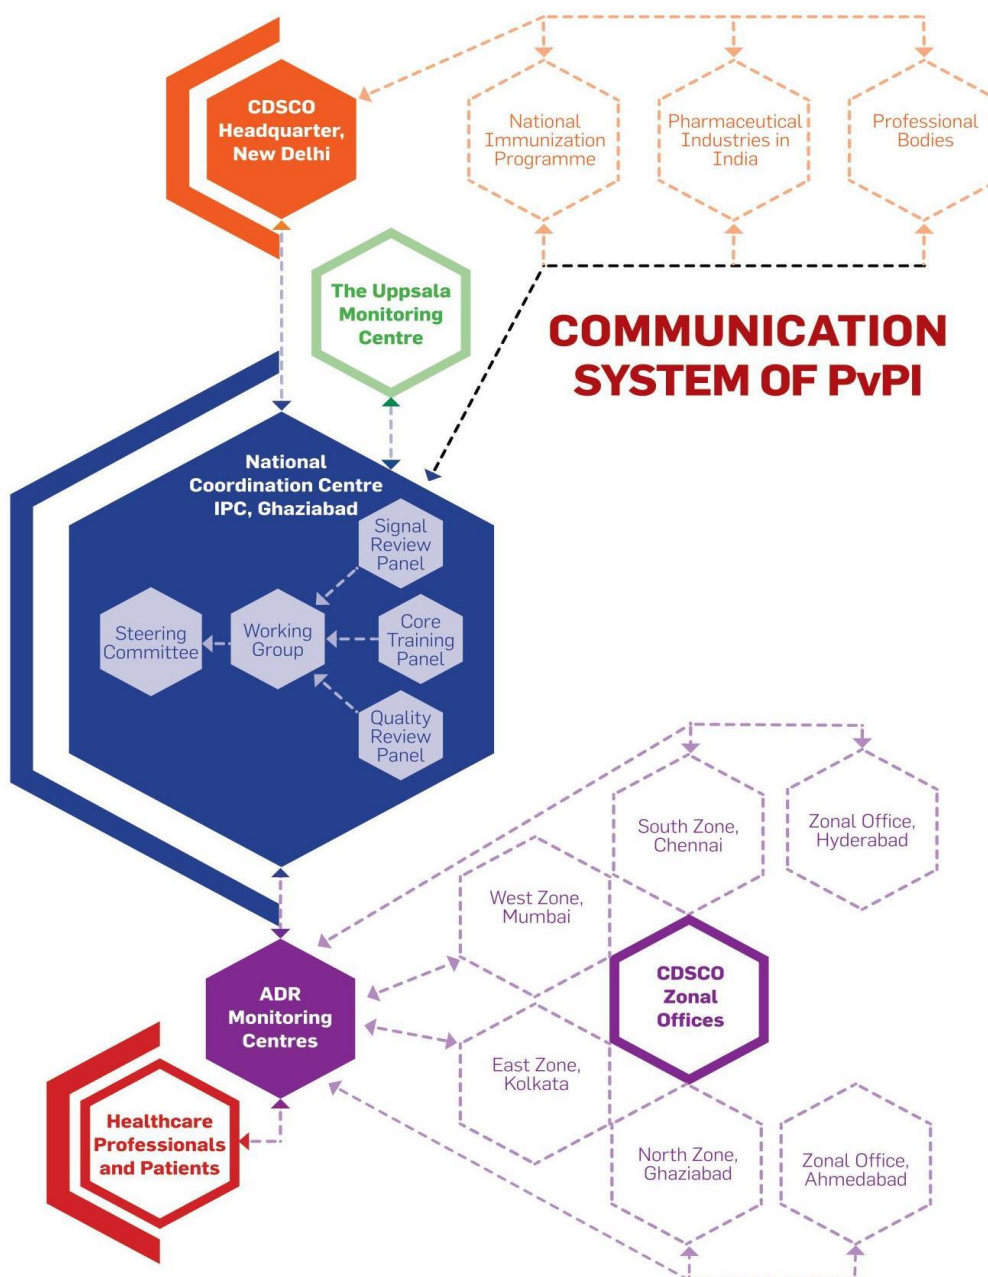 CDSCO
Headquarter,
New Delhi
National
Immunization
Programme
Pharmaceutical
Industries in
India
Professional
Bodies
The Uppsala
Monitoring
Centre
COMMUNICATION
SYSTEM OF PvPI
National
Coordination Centre
IPC, Ghaziabad
Signal
Review
Panel
Steering
Committee
Working
Group
Core
Training
Panel
Quality
Review
Panel
South Zone,
Chennai
Zonal Office,
Hyderabad
West Zone,
Mumbai
CDSCO
Zonal
Offices
ADR
Monitoring
Centres
East Zone,
Kolkata
Healthcare
Professionals
and Patients
North Zone,
Ghaziabad
Zonal Office,
Ahmedabad